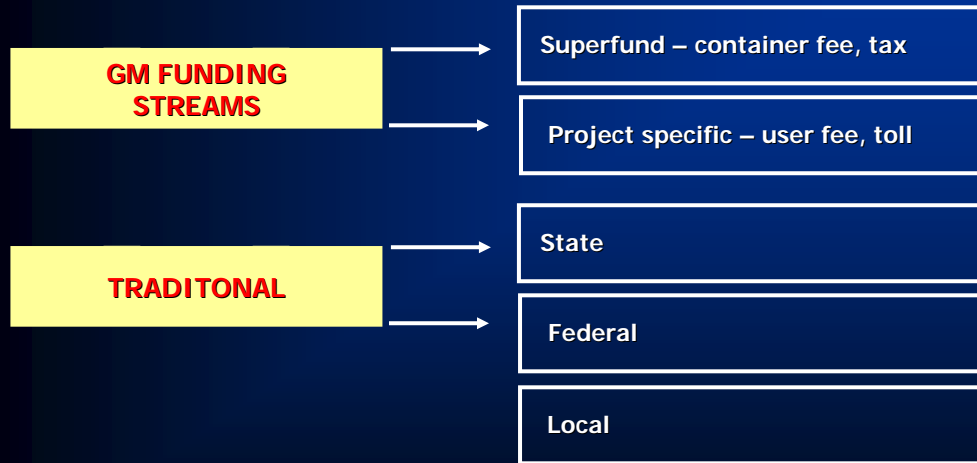 GM FUNDING
STREAMS
Superfund – container fee, tax
Project specific – user fee, toll
TRADITONAL
State
Federal
Local